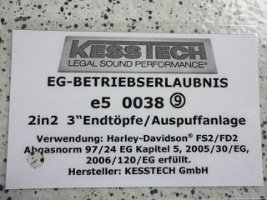 KESSTECH
LEGAL SOUND PERFORMANCE®
EG-BETRIEBSERLAUBNIS
e5 0038 ⑨
2in2 3“Endtöpfe/Auspuffanlage
Verwendung: Harley-Davidson® FS2/FD2
Abgasnorm 97/24 EG Kapitel 5, 2005/30/EG,
2006/120/EG erfüllt.
Hersteller: KESSTECH GmbH